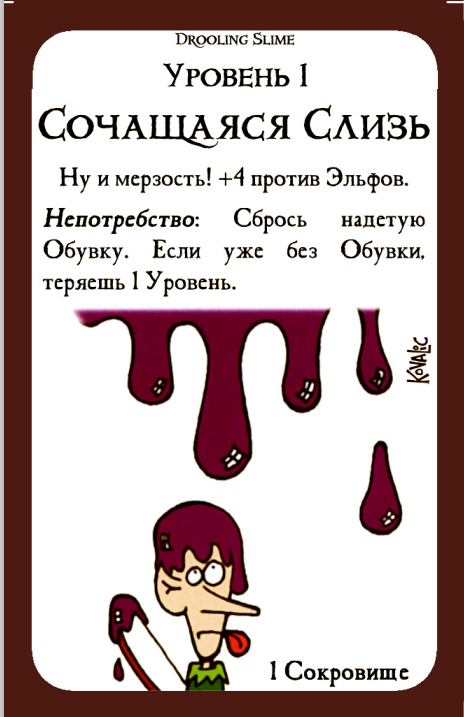 Drooling Slime
Уровень 1
Сочащаяся Слизь
Ну и мерзость! +4 против Эльфов.
Непотребство: Сбрось надетую
Обувку. Если уже без Обувки,
теряешь 1 Уровень.
Kovalic
1 Сокровище